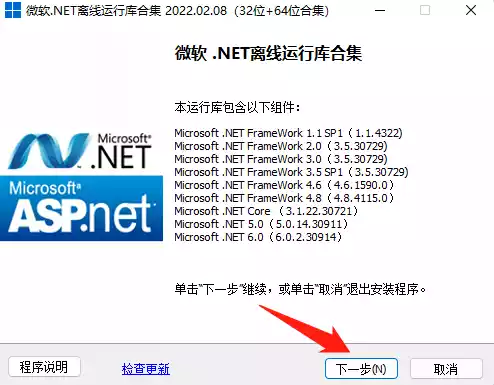 微软.NET离线运行库合集 2022.02.08（32位+64位合集）
微软 .NET离线运行库合集
本运行库包含以下组件：
Microsoft®
.NET
Microsoft®
ASP.net
Microsoft .NET FrameWork 1.1 SP1（1.1.4322)
Microsoft .NET FrameWork 2.0（3.5.30729）
Microsoft .NET FrameWork 3.0（3.5.30729）
Microsoft .NET FrameWork 3.5 SP1（3.5.30729）
Microsoft .NET FrameWork 4.6（4.6.1590.0）
Microsoft .NET FrameWork 4.8（4.8.4115.0）
Microsoft .NET Core （3.1.22.30721）
Microsoft .NET 5.0（5.0.14.30911）
Microsoft .NET 6.0（6.0.2.30914）
单击“下一步”继续，或单击“取消”退出安装程序。
程序说明 检查更新 下一步(N) 取消